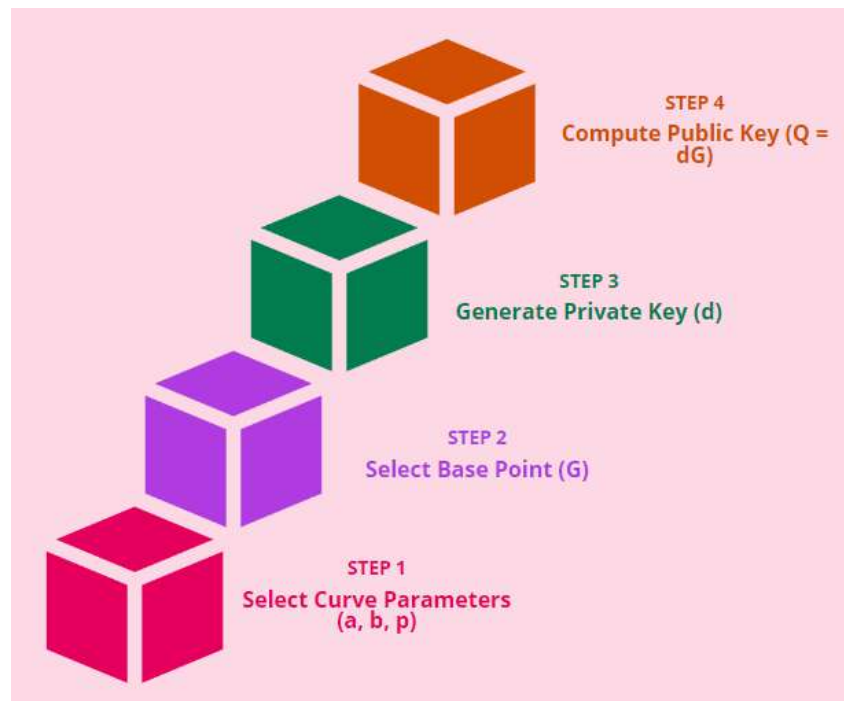 STEP 4
Compute Public Key (Q =
dG)
STEP 3
Generate Private Key (d)
STEP 2
Select Base Point (G)
STEP 1
Select Curve Parameters
(a, b, p)